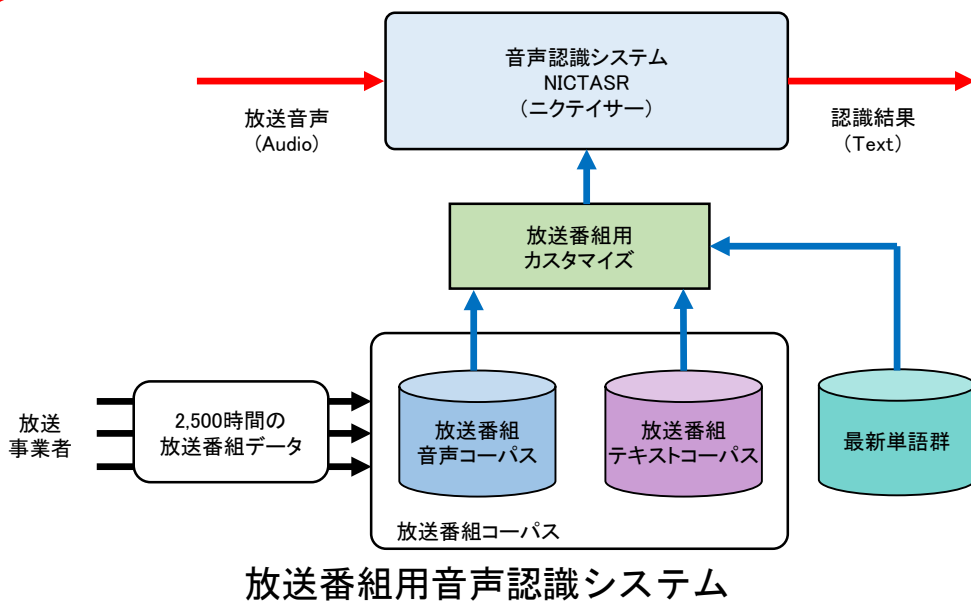 音声認識システム
NICTASR
（ニクテイサー）
放送音声
（Audio）
認識結果
（Text）
放送番組用
カスタマイズ
放送
事業者
2,500時間の
放送番組データ
放送番組
音声コーパス
放送番組
テキストコーパス
最新単語群
放送番組コーパス
放送番組用音声認識システム